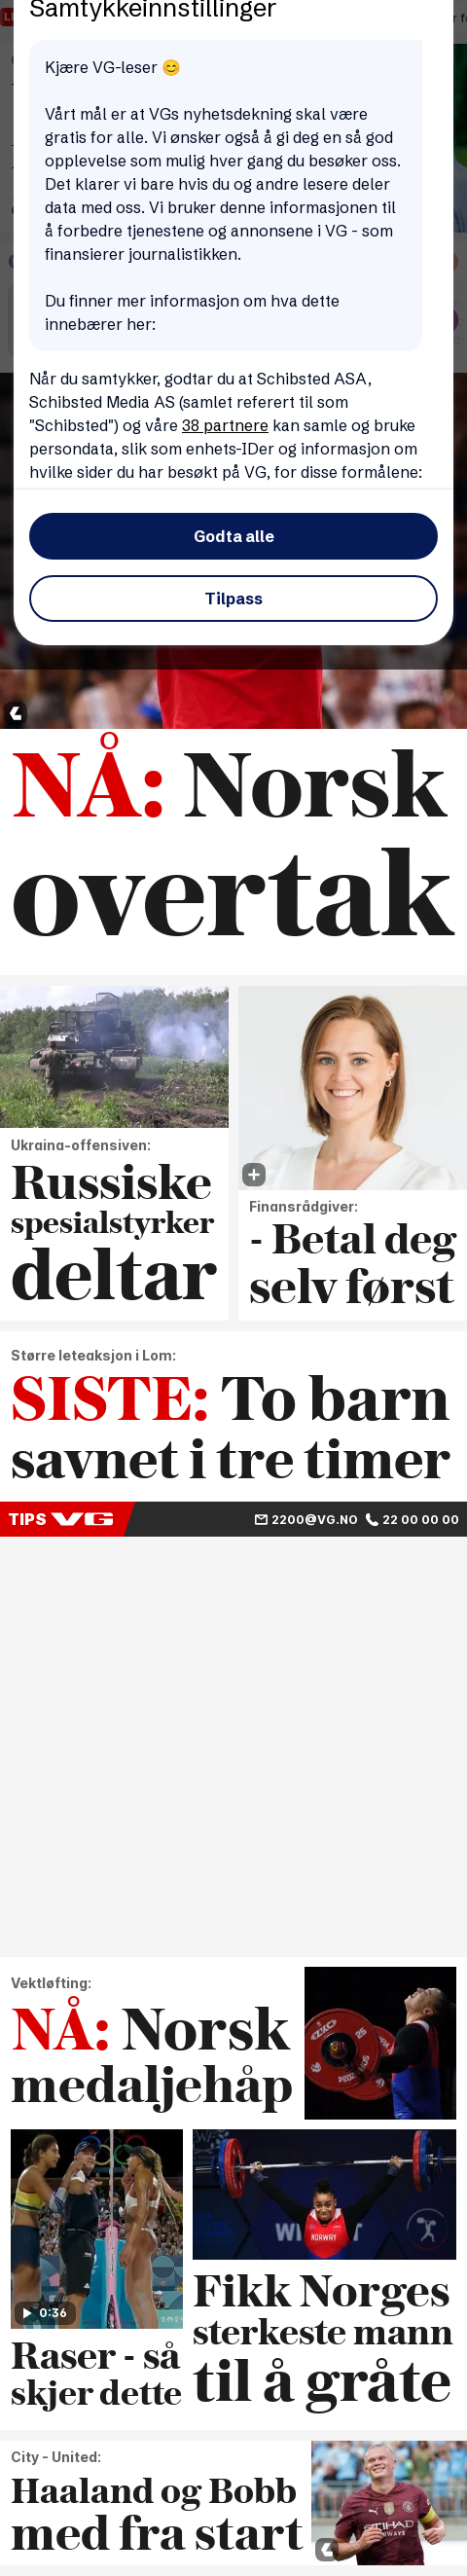 Samtykkeinnstillinger
Kjære VG-leser 😊
Vårt mål er at VGs nyhetsdekning skal være
gratis for alle. Vi ønsker også å gi deg en så god
opplevelse som mulig hver gang du besøker oss.
Det klarer vi bare hvis du og andre lesere deler
data med oss. Vi bruker denne informasjonen til
å forbedre tjenestene og annonsene i VG - som
finansierer journalistikken.
Du finner mer informasjon om hva dette
innebærer her:
Når du samtykker, godtar du at Schibsted ASA,
Schibsted Media AS (samlet referert til som
"Schibsted") og våre 38 partnere kan samle og bruke
persondata, slik som enhets-IDer og informasjon om
hvilke sider du har besøkt på VG, for disse formålene:
Godta alle
Tilpass
NÅ: Norsk
overtak
Ukraina-offensiven:
Russiske
spesialstyrker
deltar
Finansrådgiver:
- Betal deg
selv først
Større leteaksjon i Lom:
SISTE: To barn
savnet i tre timer
TIPS VG
2200@VG.NO 22 00 00 00
Vektløfting:
NÅ: Norsk
medaljehåp
0:36
Raser - så
skjer dette
NORWAY
Fikk Norges
sterkeste mann
til å gråte
City - United:
Haaland og Bobb
med fra start
ETIHAD
AIRWAYS